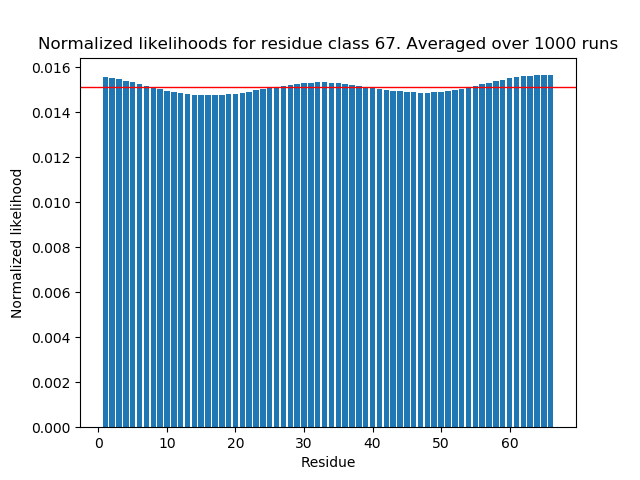 Normalized likelihoods for residue class 67. Averaged over 1000 runs
0.016
0.014
0.012
0.010
0.008
0.006
0.004
0.002
0.000
Normalized likelihood
0 10 20 30 40 50 60
Residue